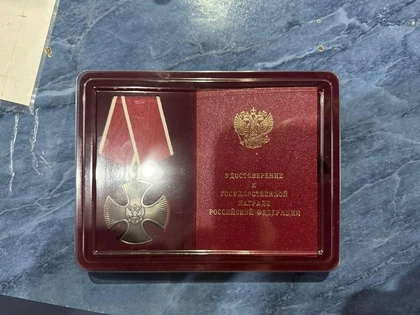 УДОСТОВЕРЕНИЕ
К
ГОСУДАРСТВЕННОЙ
НАГРАДЕ
РОССИЙСКОЙ ФЕДЕРАЦИИ